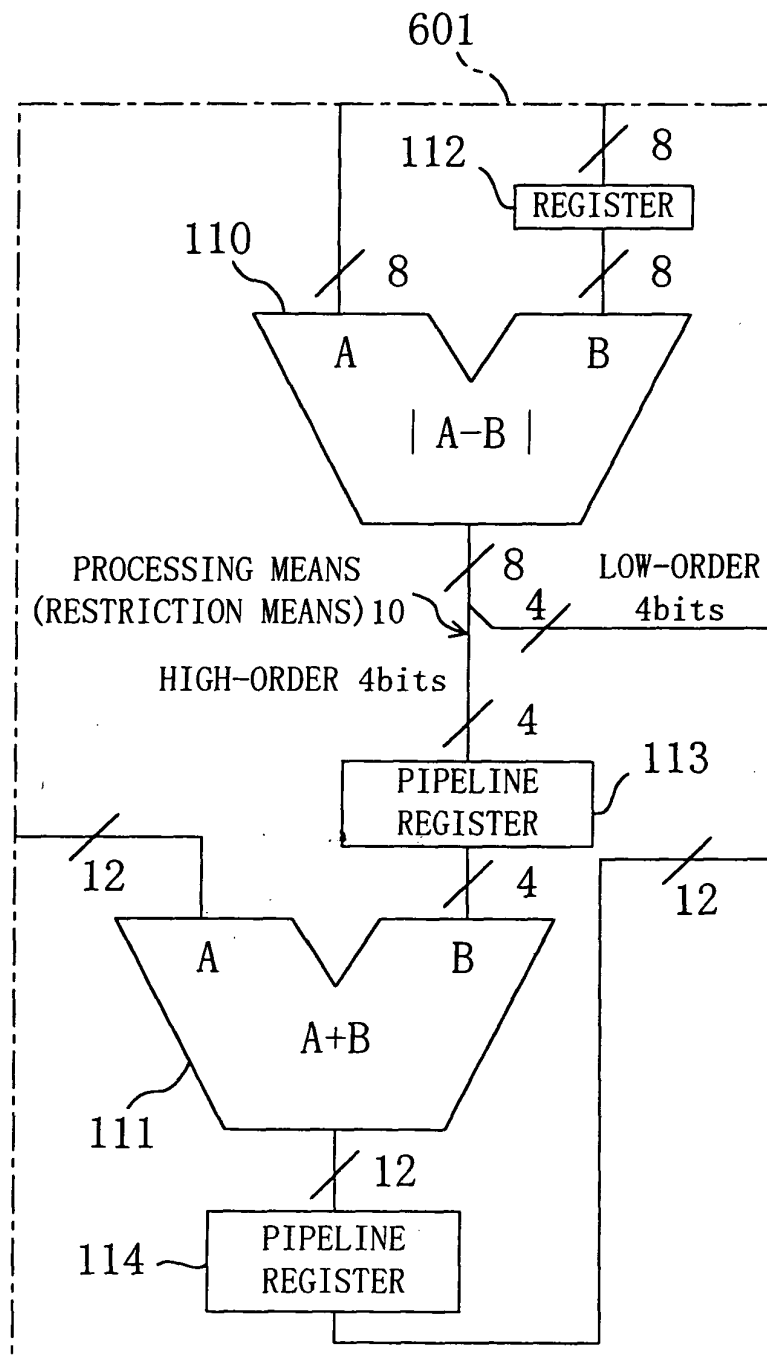 601
112
8
REGISTER
110
8
8
A
B
| A-B |
PROCESSING MEANS
(RESTRICTION MEANS)10
8
LOW-ORDER
4bits
4
HIGH-ORDER 4bits
4
PIPELINE
REGISTER
113
12
4
12
A
B
A+B
111
12
PIPELINE
REGISTER
114